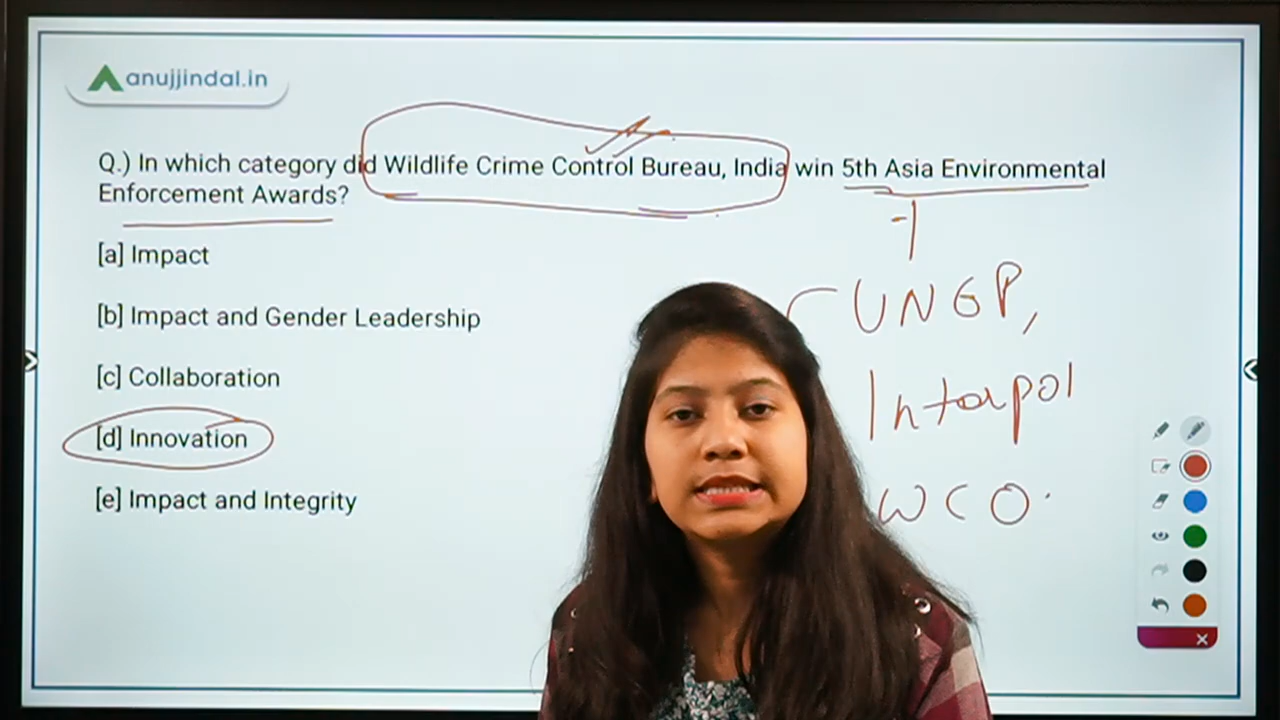 anujjindal.in
Q.) In which category did Wildlife Crime Control Bureau, India win 5th Asia Environmental
Enforcement Awards?
[a] Impact
[b] Impact and Gender Leadership
[c] Collaboration
[d] Innovation
[e] Impact and Integrity
UNEP,
Interpol
WCO.